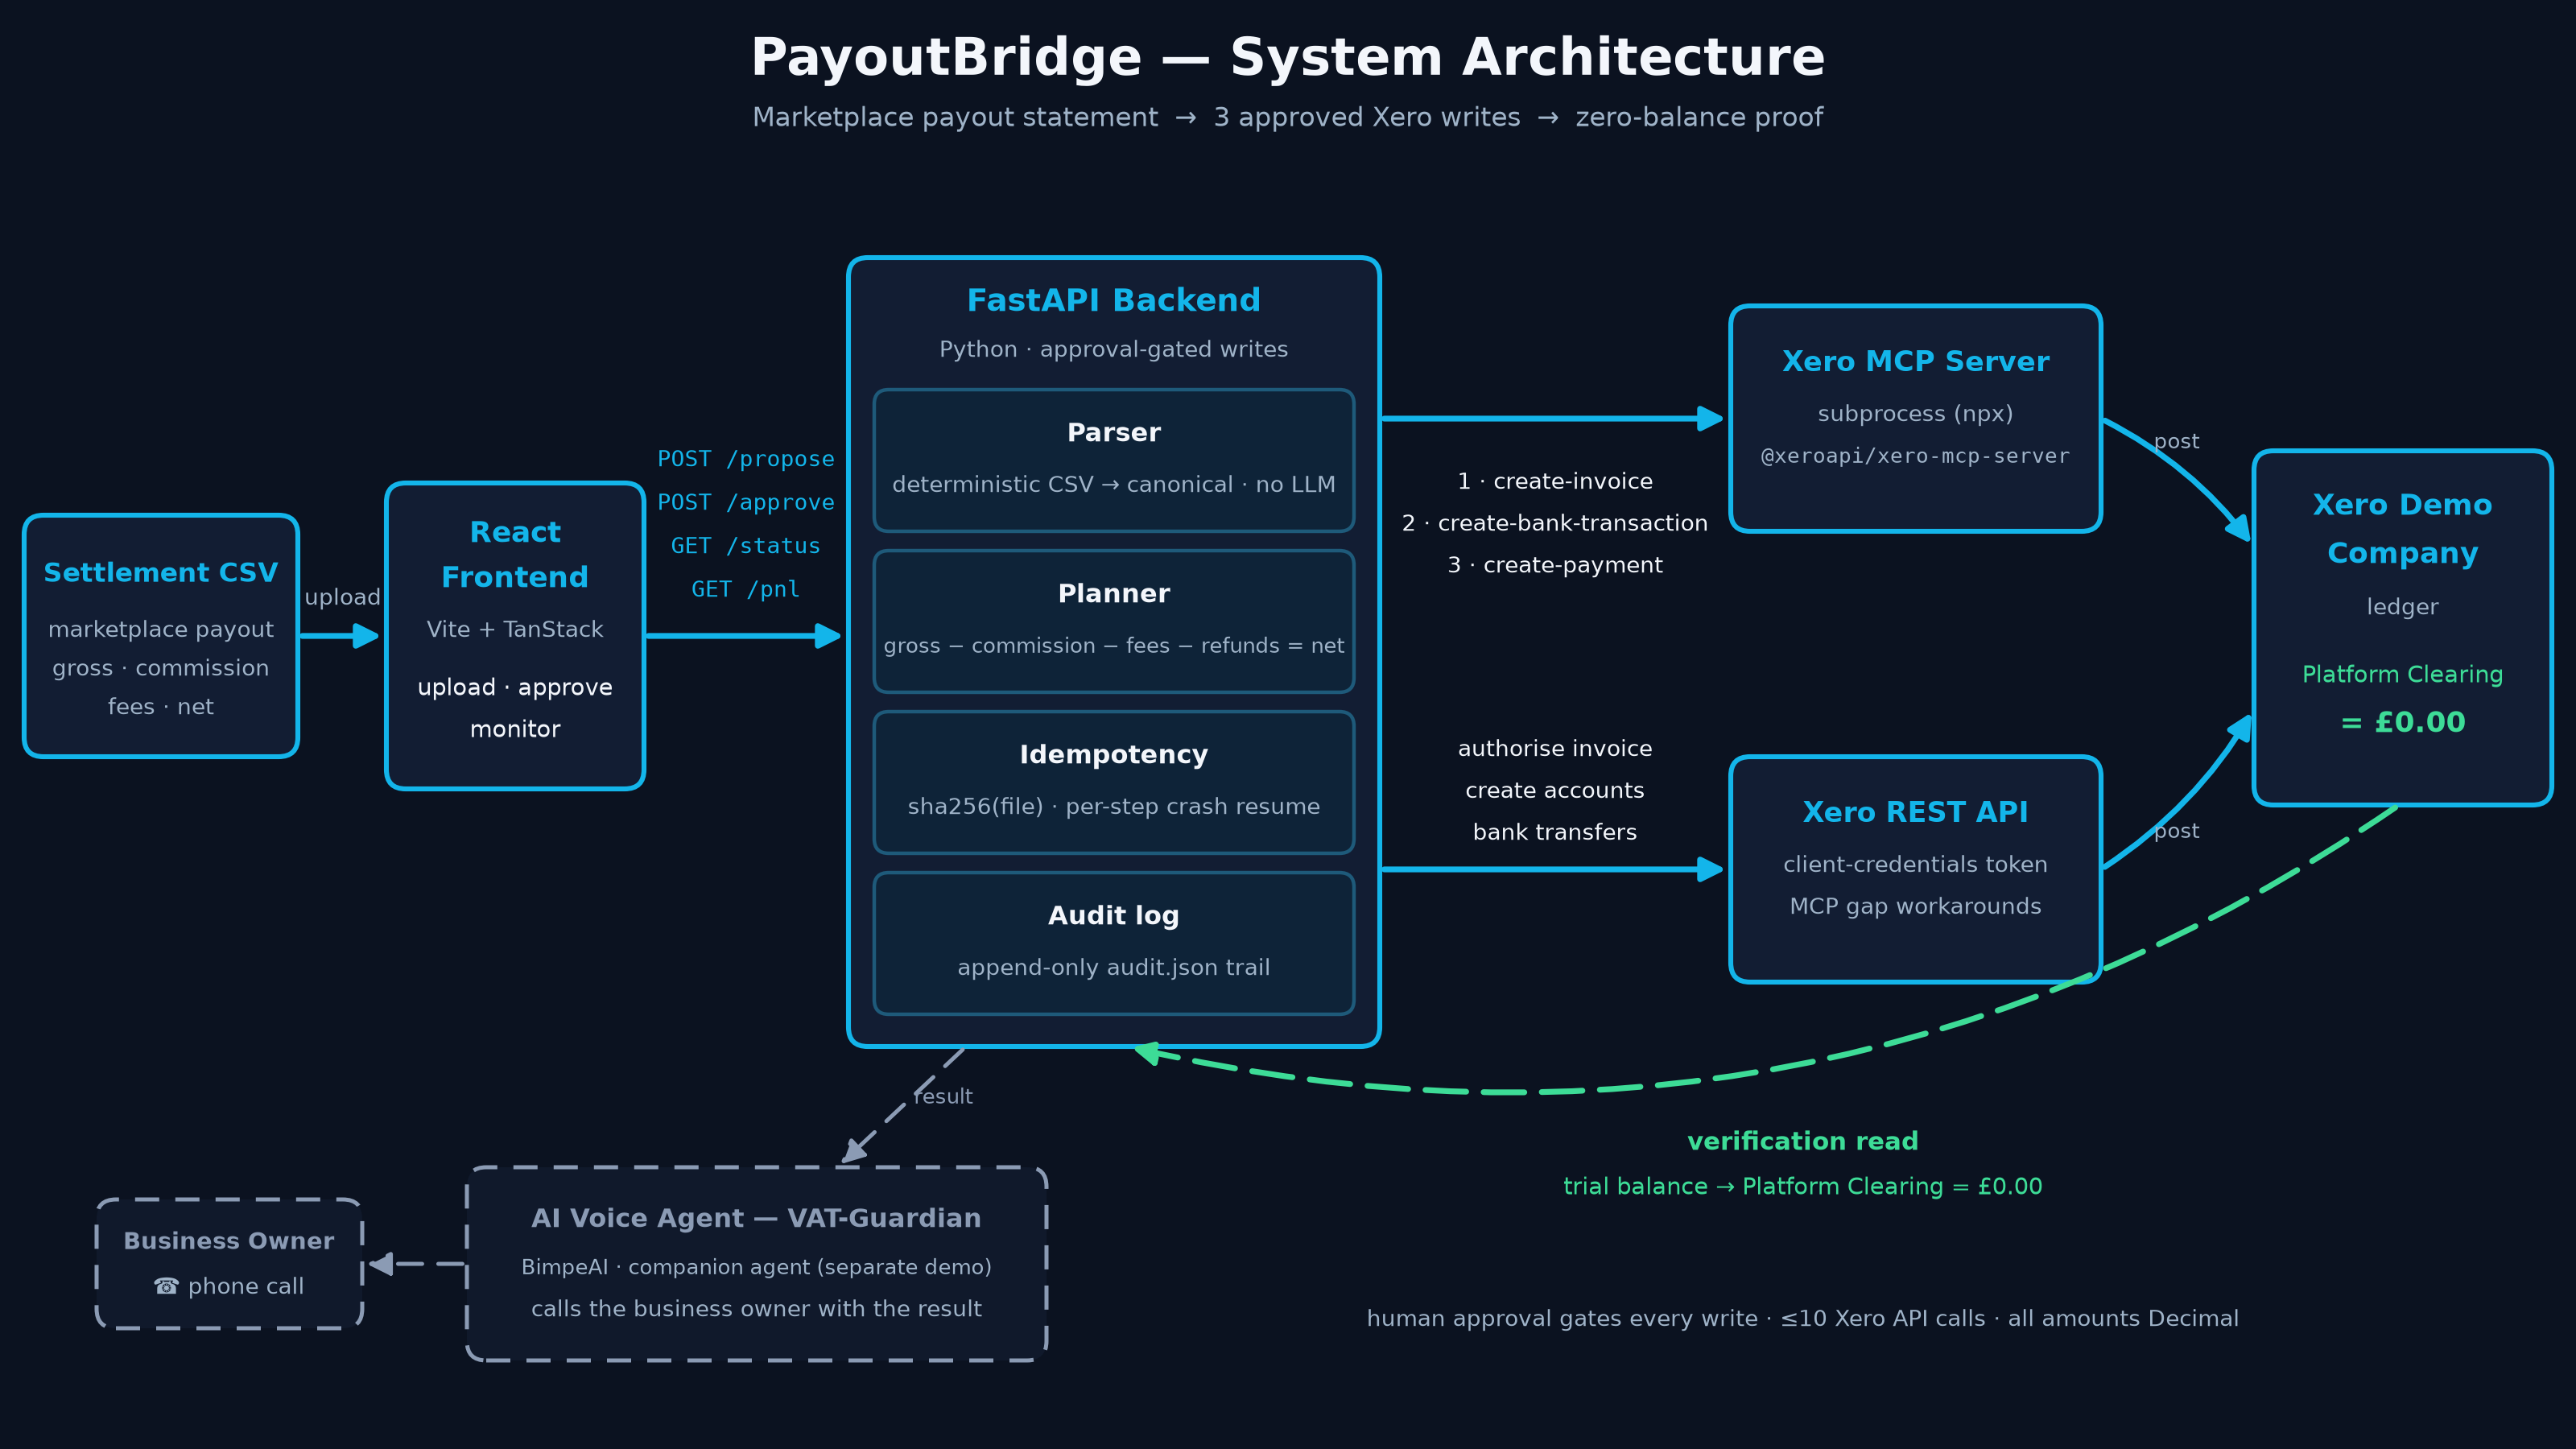 PayoutBridge — System Architecture
Marketplace payout statement → 3 approved Xero writes → zero-balance proof
Settlement CSV
marketplace payout
gross · commission
fees · net
upload
React
Frontend
Vite + TanStack
upload · approve
monitor
POST /propose
POST /approve
GET /status
GET /pnl
FastAPI Backend
Python · approval-gated writes
Parser
deterministic CSV → canonical · no LLM
Planner
gross − commission − fees − refunds = net
Idempotency
sha256(file) · per-step crash resume
Audit log
append-only audit.json trail
1 · create-invoice
2 · create-bank-transaction
3 · create-payment
authorise invoice
create accounts
bank transfers
Xero MCP Server
subprocess (npx)
@xeroapi/xero-mcp-server
Xero REST API
client-credentials token
MCP gap workarounds
post
post
Xero Demo
Company
ledger
Platform Clearing
= £0.00
result
verification read
trial balance → Platform Clearing = £0.00
AI Voice Agent — VAT-Guardian
BimpeAI · companion agent (separate demo)
calls the business owner with the result
Business Owner
☎ phone call
human approval gates every write · ≤10 Xero API calls · all amounts Decimal